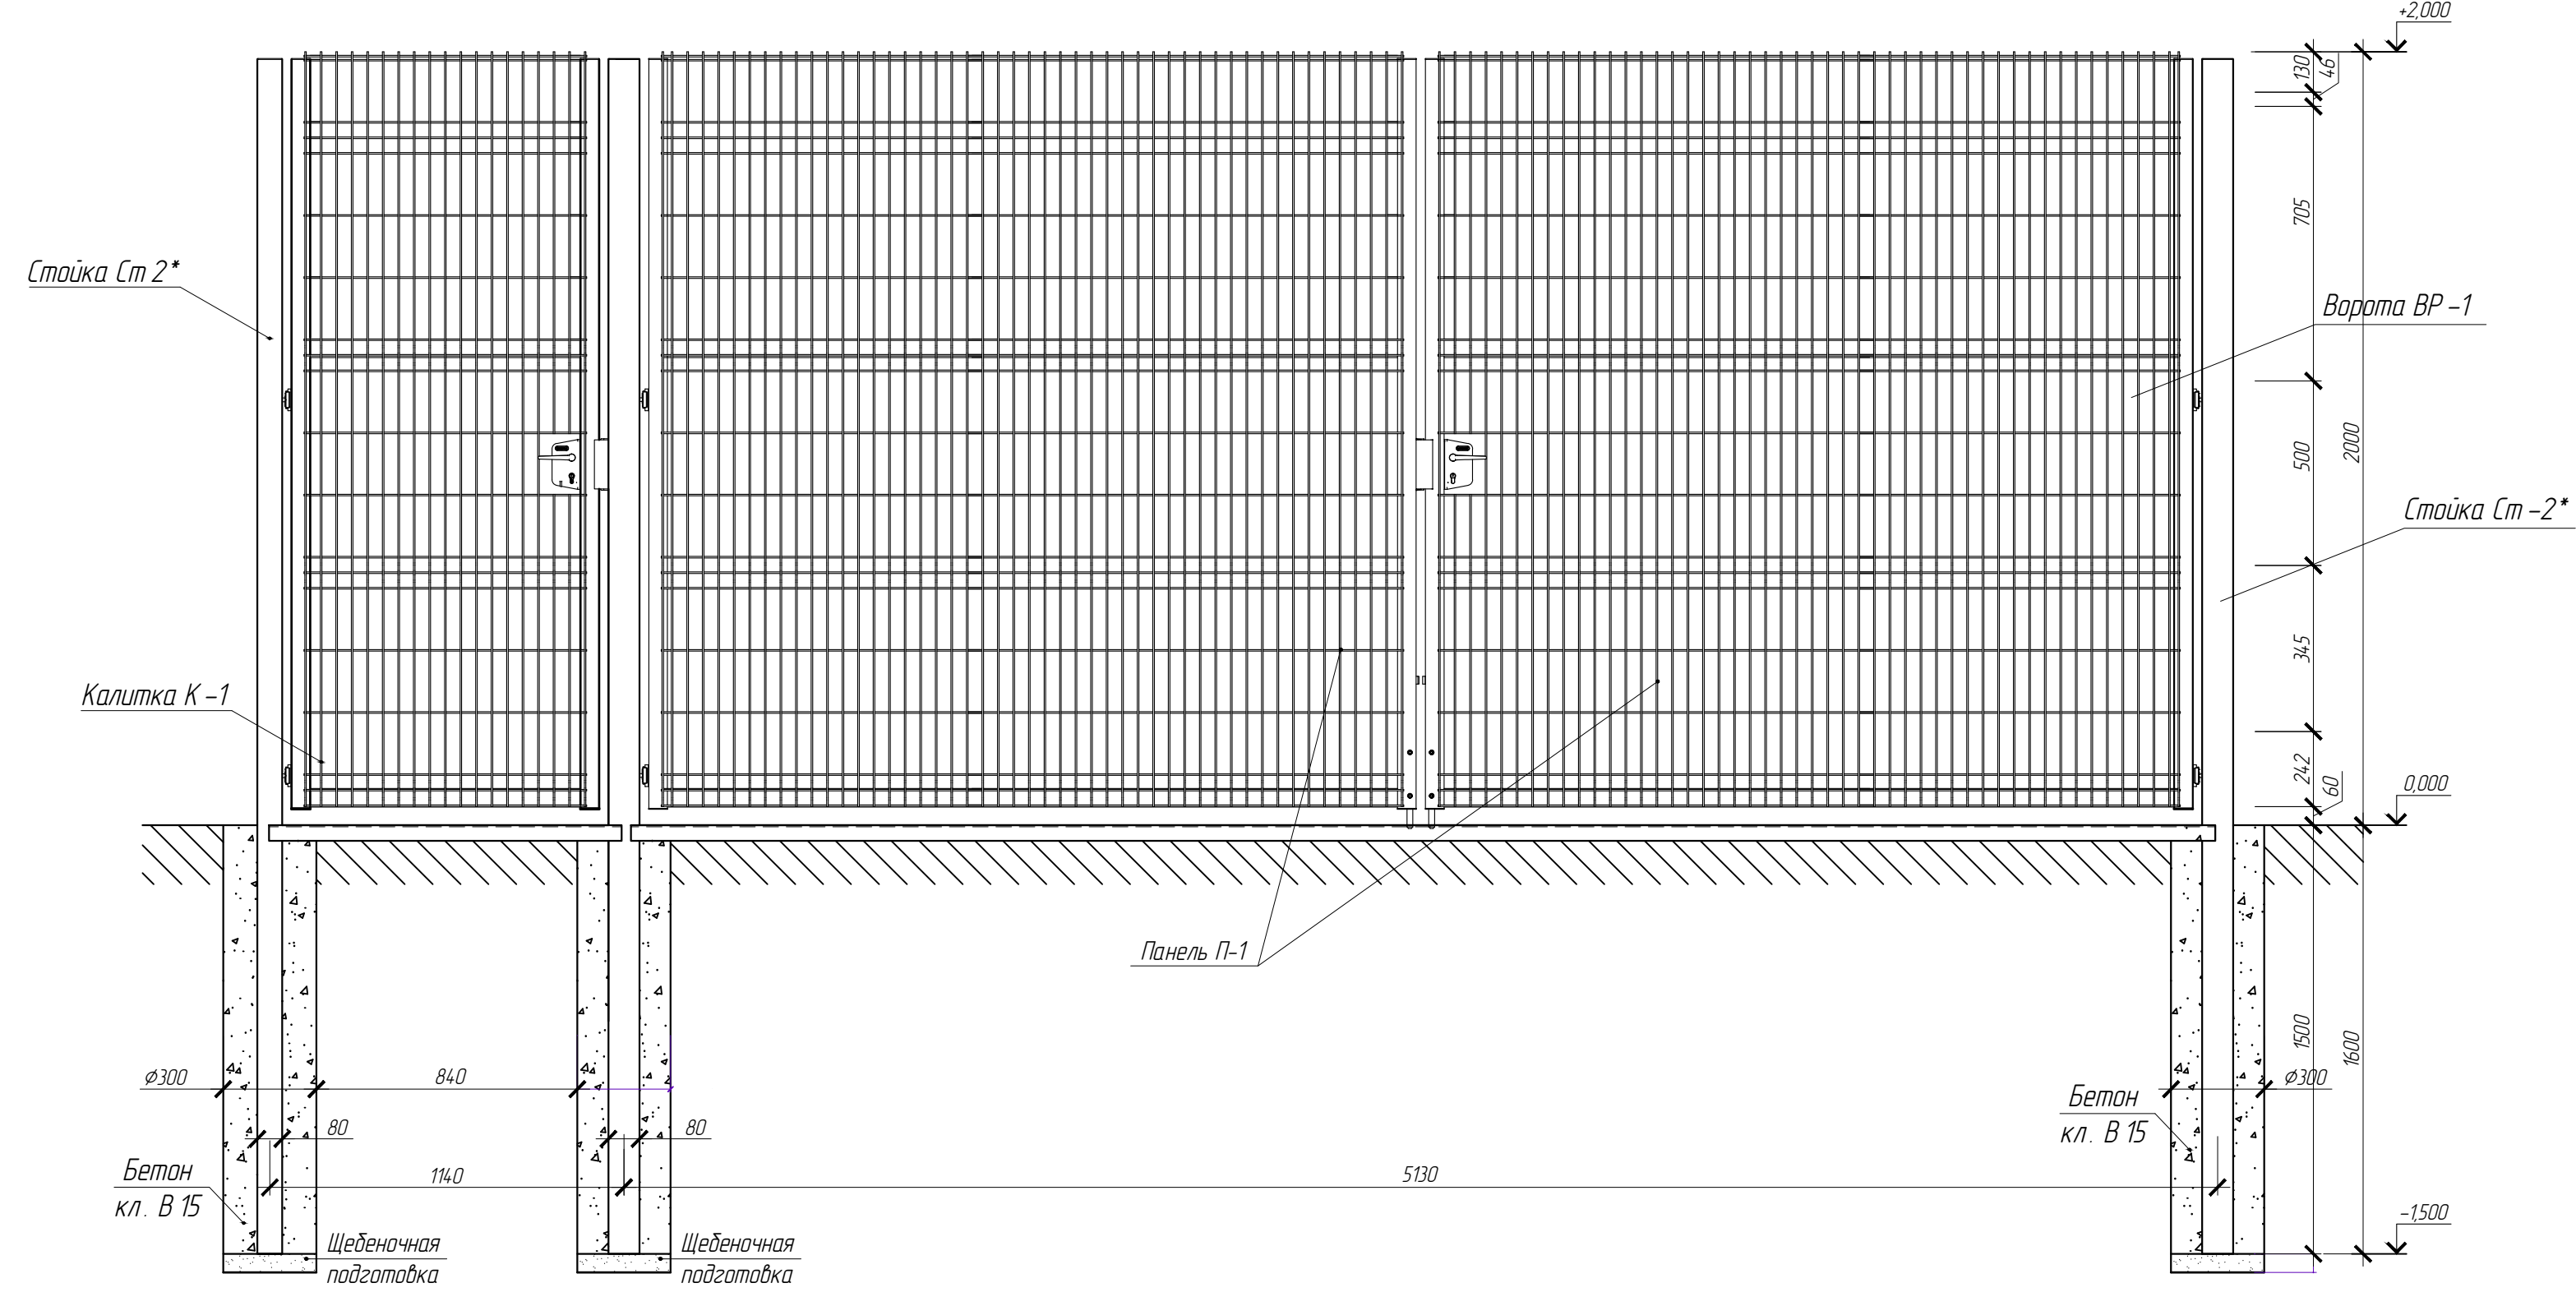 +2,000
130
46
705
Стойка Ст 2*
Ворота ВР -1
500
2000
Стойка Ст -2*
345
Калитка К -1
242
60
0,000
Панель П-1
1500
1600
ø300
840
ø300
Бетон
кл. В 15
80
80
Бетон
кл. В 15
1140
5130
-1,500
Щебеночная
подготовка
Щебеночная
подготовка